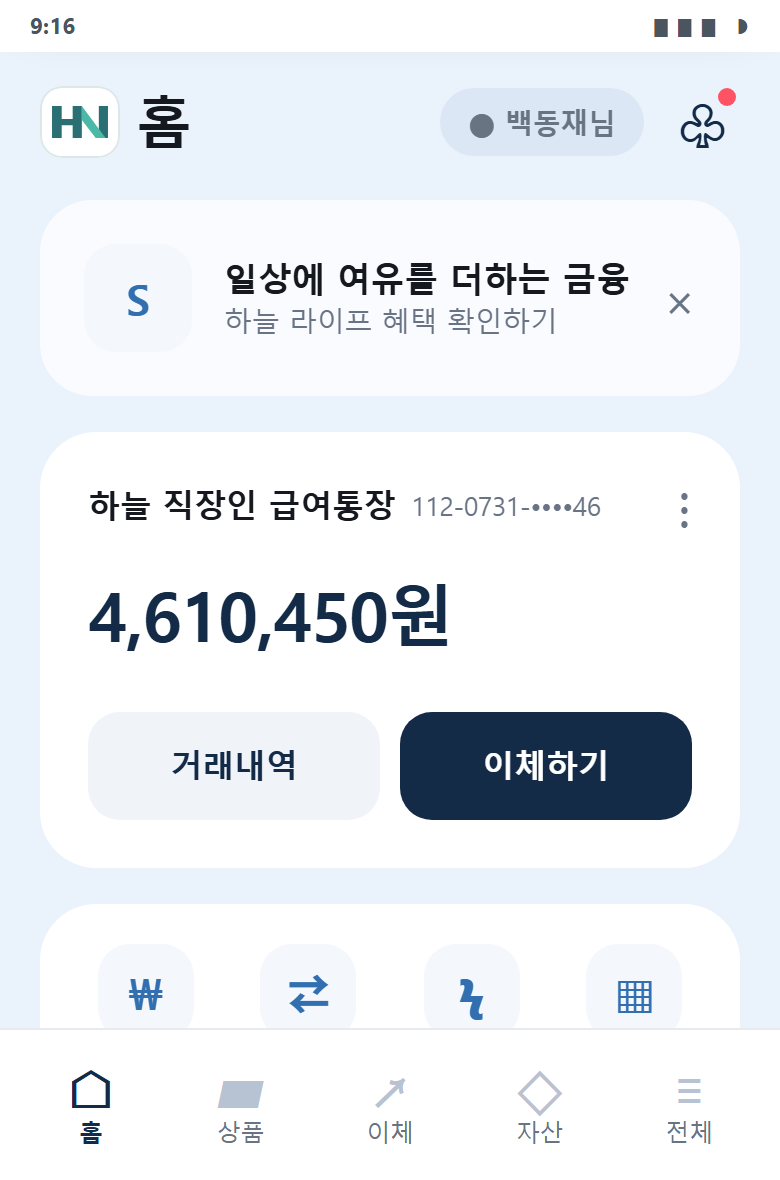 9:16
HN 홈 백동재님
S
일상에 여유를 더하는 금융
하늘 라이프 혜택 확인하기
×
하늘 직장인 급여통장 112-0731-••••46
4,610,450원
거래내역 이체하기
₩
홈 상품 이체 자산 전체